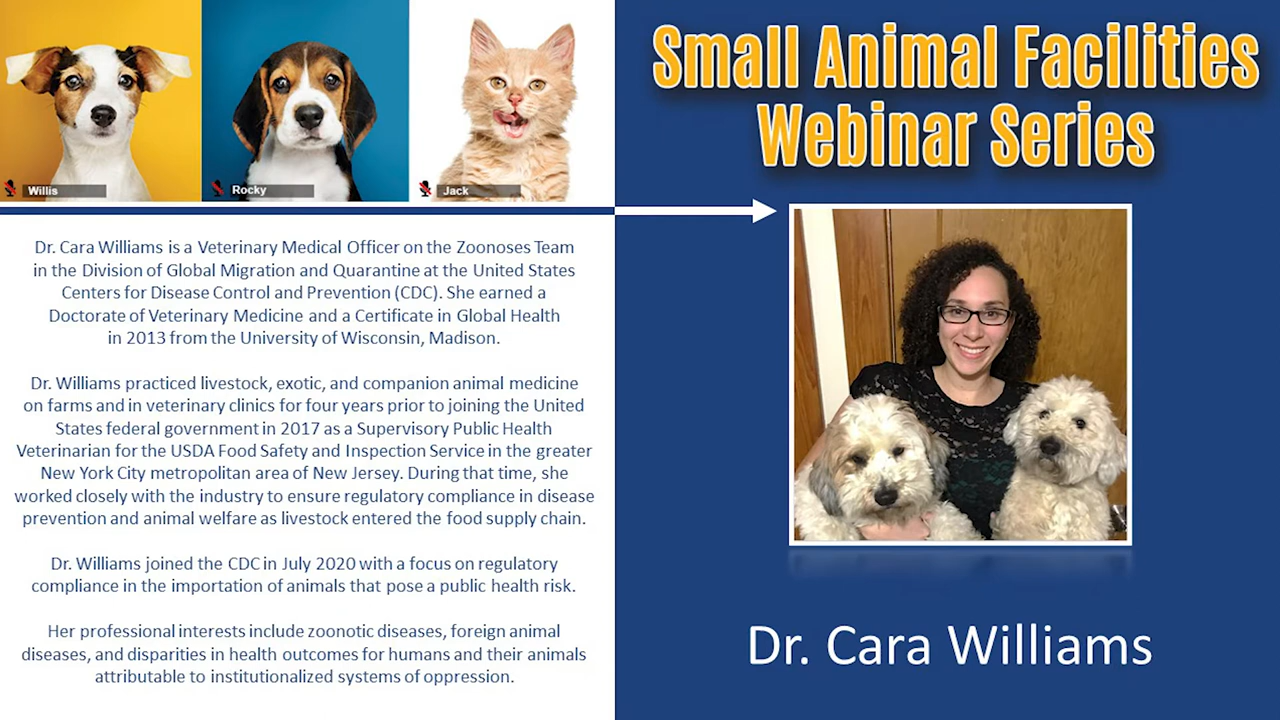 Willis
Rocky
Jack
Small Animal Facilities
Webinar Series
Dr. Cara Williams is a Veterinary Medical Officer on the Zoonoses Team
in the Division of Global Migration and Quarantine at the United States
Centers for Disease Control and Prevention (CDC). She earned a
Doctorate of Veterinary Medicine and a Certificate in Global Health
in 2013 from the University of Wisconsin, Madison.
Dr. Williams practiced livestock, exotic, and companion animal medicine
on farms and in veterinary clinics for four years prior to joining the United
States federal government in 2017 as a Supervisory Public Health
Veterinarian for the USDA Food Safety and Inspection Service in the greater
New York City metropolitan area of New Jersey. During that time, she
worked closely with the industry to ensure regulatory compliance in disease
prevention and animal welfare as livestock entered the food supply chain.
Dr. Williams joined the CDC in July 2020 with a focus on regulatory
compliance in the importation of animals that pose a public health risk.
Her professional interests include zoonotic diseases, foreign animal
diseases, and disparities in health outcomes for humans and their animals
attributable to institutionalized systems of oppression.
Dr. Cara Williams